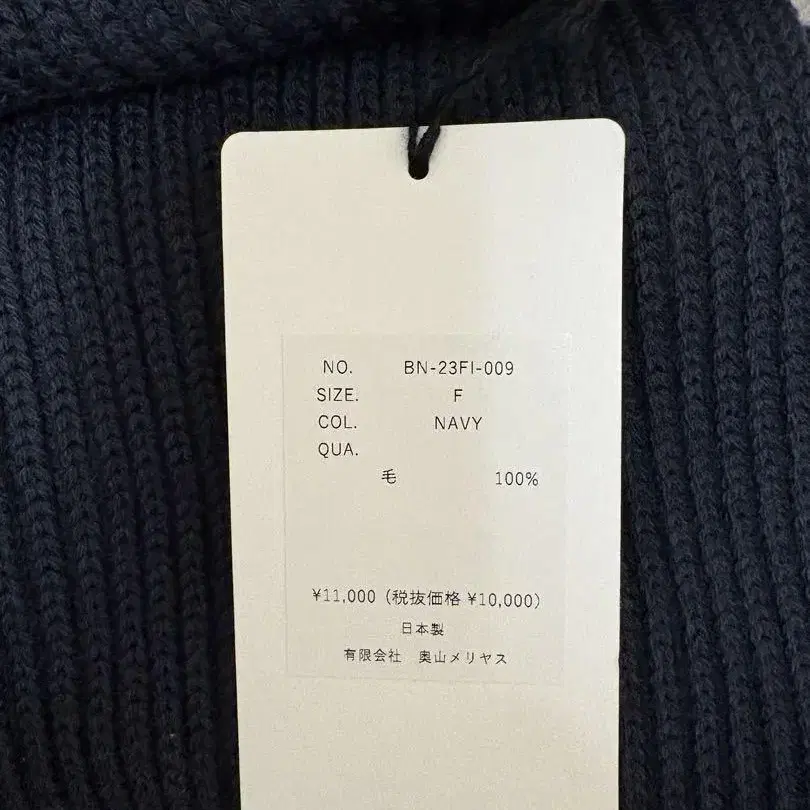 NO. BN-23FI-009
SIZE. F
COL. NAVY
QUA.
毛 100%
¥11,000 (税抜価格 ¥10,000)
日本製
有限会社 奥山メリヤス